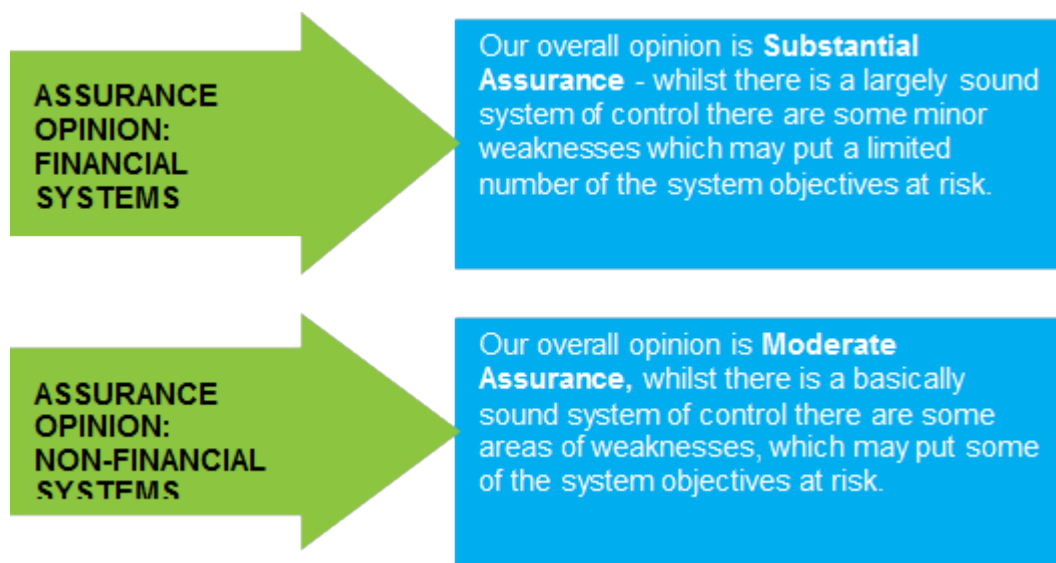 ASSURANCE
OPINION:
FINANCIAL
SYSTEMS
Our overall opinion is Substantial
Assurance - whilst there is a largely sound
system of control there are some minor
weaknesses which may put a limited
number of the system objectives at risk.
ASSURANCE
OPINION:
NON-FINANCIAL
SYSTEMS
Our overall opinion is Moderate
Assurance, whilst there is a basically
sound system of control there are some
areas of weaknesses, which may put some
of the system objectives at risk.